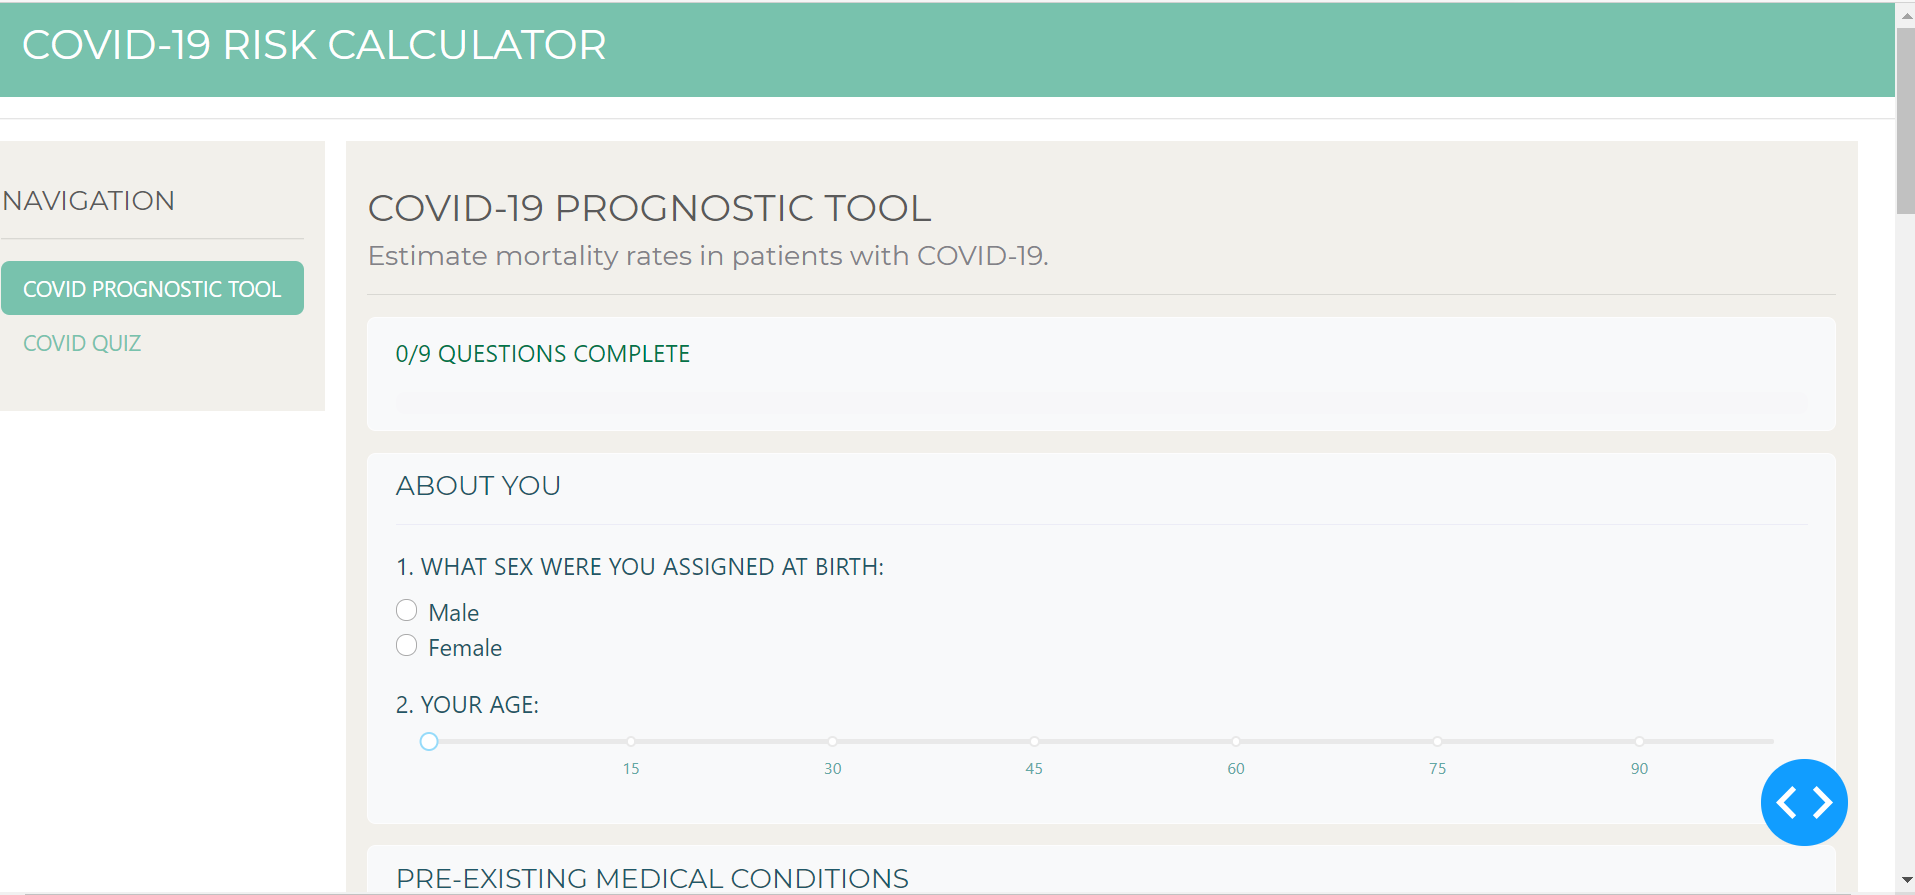 COVID-19 RISK CALCULATOR
NAVIGATION
COVID PROGNOSTIC TOOL
COVID QUIZ
COVID-19 PROGNOSTIC TOOL
Estimate mortality rates in patients with COVID-19.
0/9 QUESTIONS COMPLETE
ABOUT YOU
1. WHAT SEX WERE YOU ASSIGNED AT BIRTH:
Male
Female
2. YOUR AGE:
15 30 45 60 75 90
PRE-EXISTING MEDICAL CONDITIONS